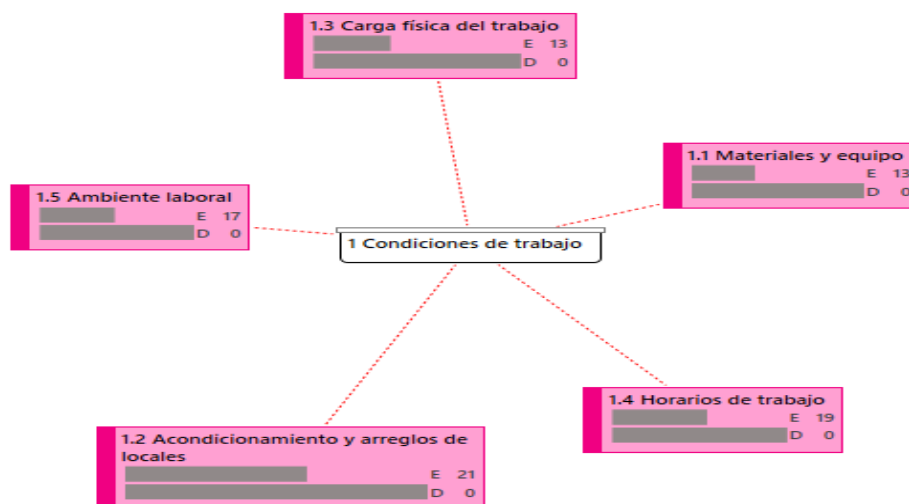 1.3 Carga física del trabajo
E 13
D 0
1.1 Materiales y equipo
E 13
D 0
1.5 Ambiente laboral
E 17
D 0
1 Condiciones de trabajo
1.4 Horarios de trabajo
E 19
D 0
1.2 Acondicionamiento y arreglos de
locales
E 21
D 0